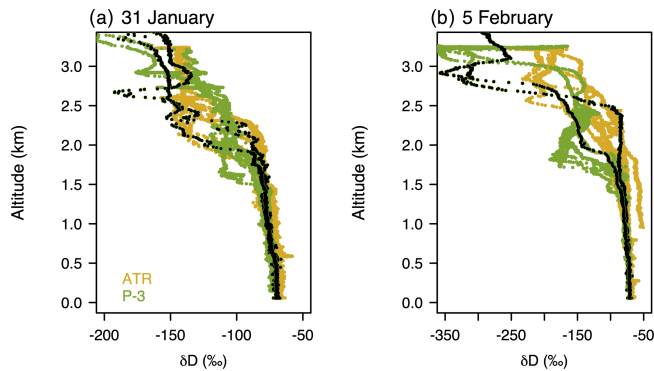 (a) 31 January
3.0
2.5
2.0
1.5
1.0
0.5
0.0
Altitude (km)
ATR
P-3
-200 -150 -100 -50
δD (‰)
(b) 5 February
3.0
2.5
2.0
1.5
1.0
0.5
0.0
Altitude (km)
-350 -250 -150 -50
δD (‰)